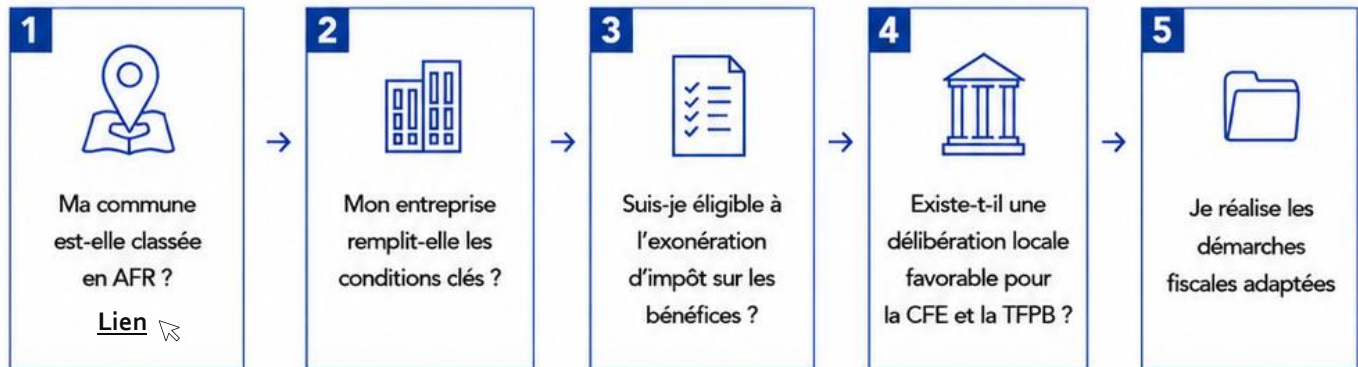 1
Ma commune
est-elle classée
en AFR ?
Lien
2
Mon entreprise
remplit-elle les
conditions clés ?
3
Suis-je éligible à
l’exonération
d’impôt sur les
bénéfices ?
4
Existe-t-il une
délibération locale
favorable pour
la CFE et la TFPB ?
5
Je réalise les
démarches
fiscales adaptées